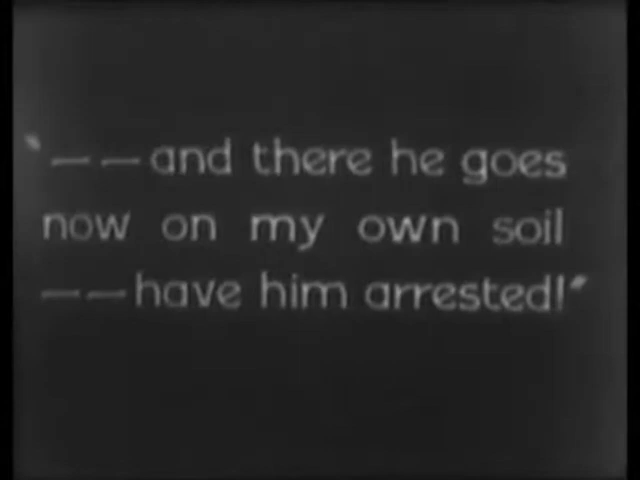 "——and there he goes
now on my own soil
——have him arrested!"